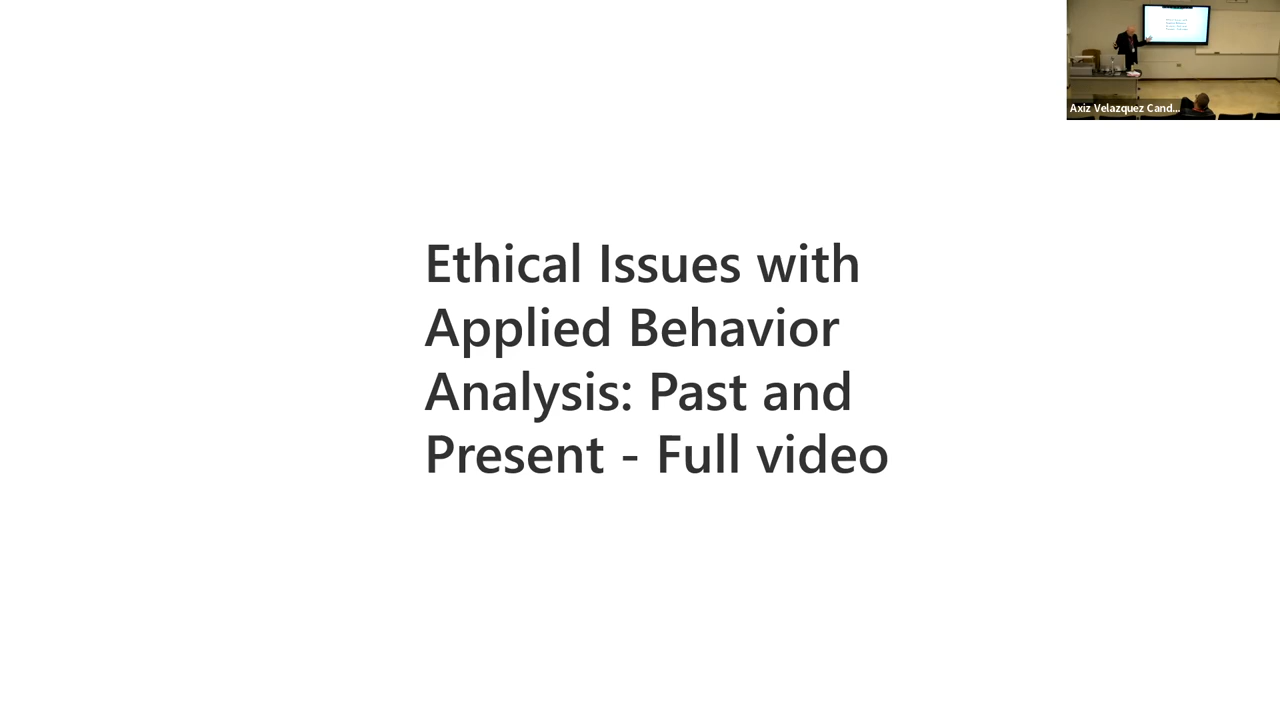 Axiz Velazquez Cand...
Ethical Issues with
Applied Behavior
Analysis: Past and
Present - Full video